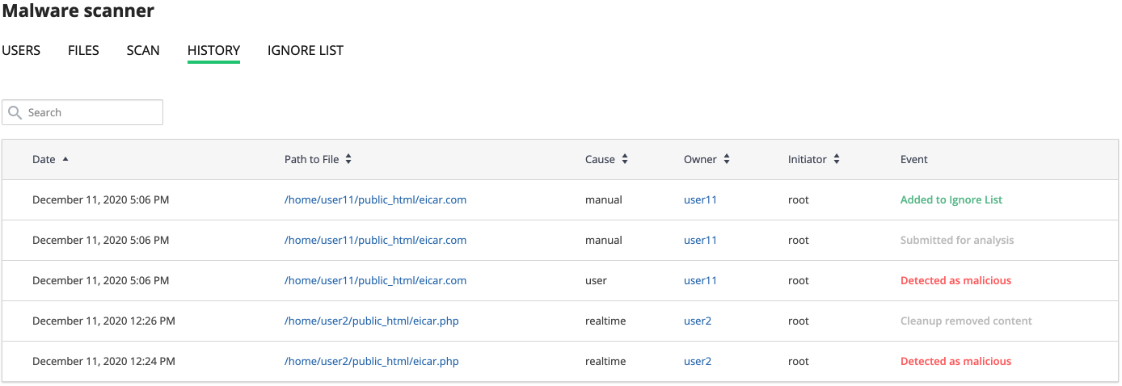 Malware scanner
USERS FILES SCAN HISTORY IGNORE LIST
Search
Date Path to File Cause Owner Initiator Event
December 11, 2020 5:06 PM /home/user11/public_html/eicar.com manual user11 root Added to Ignore List
December 11, 2020 5:06 PM /home/user11/public_html/eicar.com manual user11 root Submitted for analysis
December 11, 2020 5:06 PM /home/user11/public_html/eicar.com user user11 root Detected as malicious
December 11, 2020 12:26 PM /home/user2/public_html/eicar.php realtime user2 root Cleanup removed content
December 11, 2020 12:24 PM /home/user2/public_html/eicar.php realtime user2 root Detected as malicious